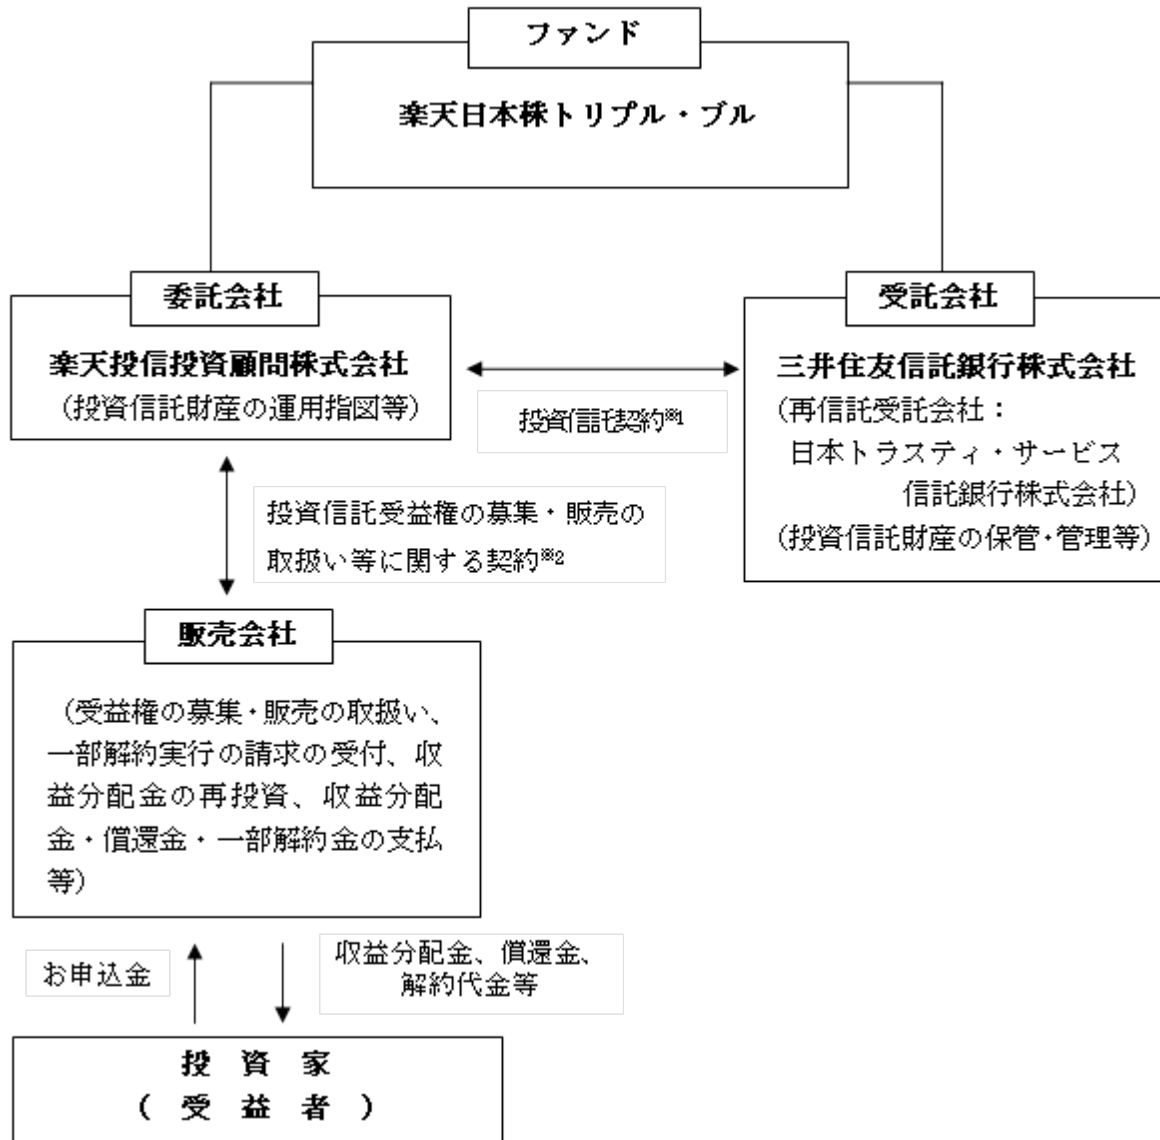 ファンド
楽天日本株トリプル・ブル
委託会社
楽天投信投資顧問株式会社
（投資信託財産の運用指図等）
投資信託契約※1
受託会社
三井住友信託銀行株式会社
（再信託受託会社：
日本トラスティ・サービス
信託銀行株式会社）
（投資信託財産の保管・管理等）
投資信託受益権の募集・販売の
取扱い等に関する契約※2
販売会社
（受益権の募集・販売の取扱い、
一部解約実行の請求の受付、収
益分配金の再投資、収益分配
金・償還金・一部解約金の支払
等）
お申込金
収益分配金、償還金、
解約代金等
投 資 家
（ 受 益 者 ）